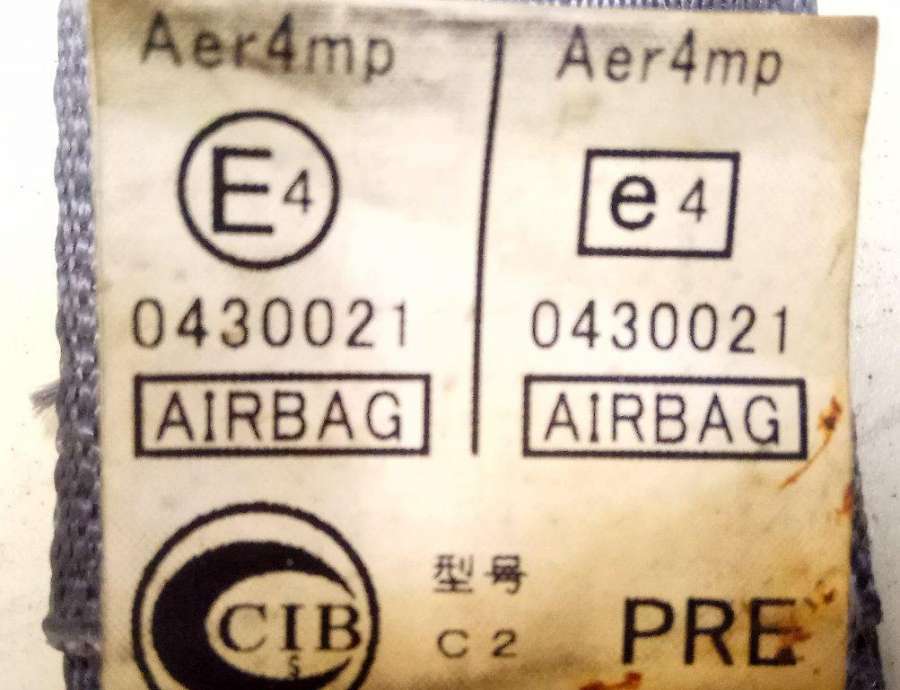 Aer4mp Aer4mp
E4 e4
0430021 0430021
AIRBAG AIRBAG
型号
CIB C2 PRE
S